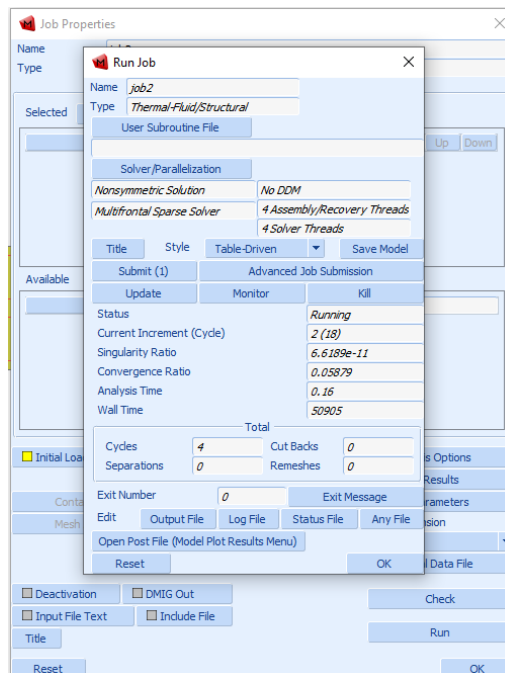 Job Properties
Name
Type
Selected
Up Down
Available
Run Job
Name job2
Type Thermal-Fluid/Structural
User Subroutine File
Solver/Parallelization
Nonsymmetric Solution No DDM
Multifrontal Sparse Solver 4 Assembly/Recovery Threads
4 Solver Threads
Title Style Table-Driven Save Model
Submit (1) Advanced Job Submission
Update Monitor Kill
Status Running
Current Increment (Cycle) 2 (18)
Singularity Ratio 6.6189e-11
Convergence Ratio 0.05879
Analysis Time 0.16
Wall Time 50905
Total
Cycles 4 Cut Backs 0
Separations 0 Remeshes 0
Exit Number 0 Exit Message
Edit Output File Log File Status File Any File
Open Post File (Model Plot Results Menu)
Reset OK
Initial Loa s Options
Results
Conta rameters
Mesh sion
l Data File
Deactivation DMIG Out Check
Input File Text Include File
Title Run
Reset OK